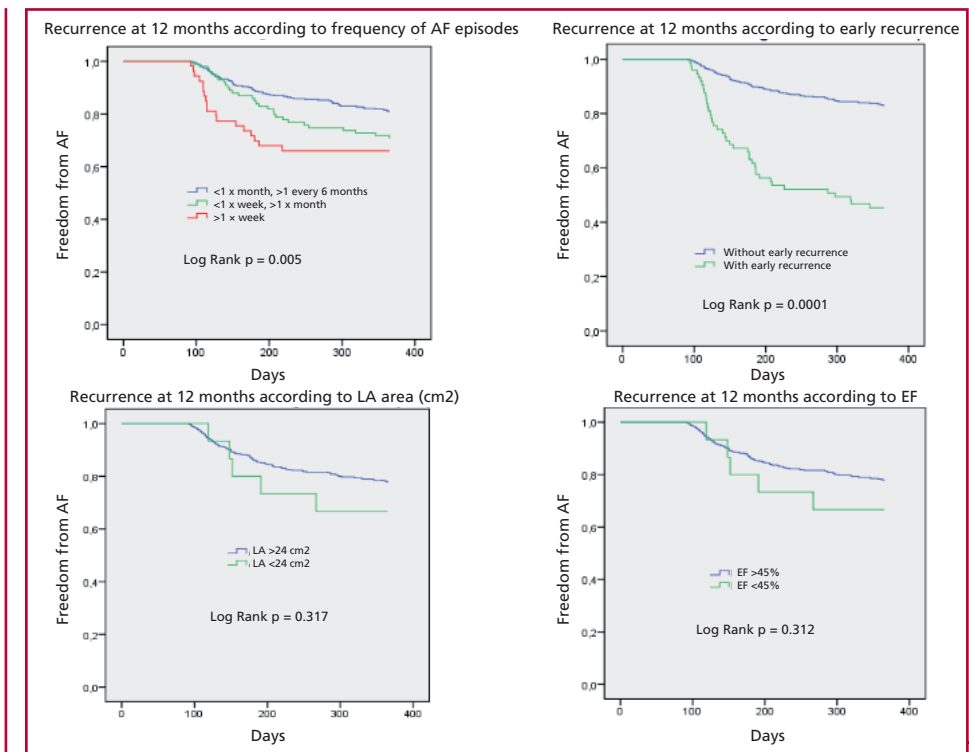 Recurrence at 12 months according to frequency of AF episodes
Freedom from AF
1,0
0,8
0,6
0,4
0,2
0,0
<1 x month, >1 every 6 months
<1 x week, >1 x month
>1 x week
Log Rank p = 0.005
0 100 200 300 400
Days
Recurrence at 12 months according to early recurrence
Freedom from AF
1,0
0,8
0,6
0,4
0,2
0,0
Without early recurrence
With early recurrence
Log Rank p = 0.0001
0 100 200 300 400
Days
Recurrence at 12 months according to LA area (cm2)
Freedom from AF
1,0
0,8
0,6
0,4
0,2
0,0
LA >24 cm2
LA <24 cm2
Log Rank p = 0.317
0 100 200 300 400
Days
Recurrence at 12 months according to EF
Freedom from AF
1,0
0,8
0,6
0,4
0,2
0,0
EF >45%
EF <45%
Log Rank p = 0.312
0 100 200 300 400
Days